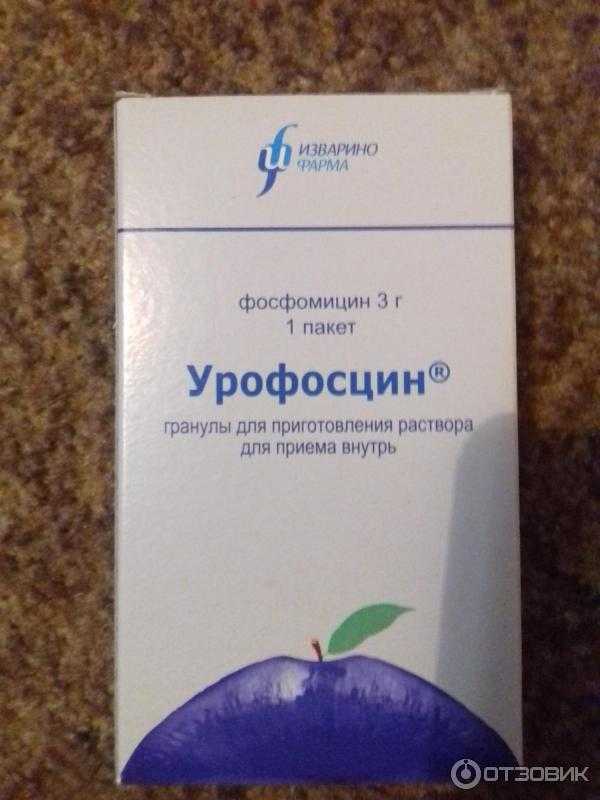 ИЗВАРИНО
ФАРМА
фосфомицин 3 г
1 пакет
Урофосцин®
гранулы для приготовления раствора
для приема внутрь
ОТЗОВИК